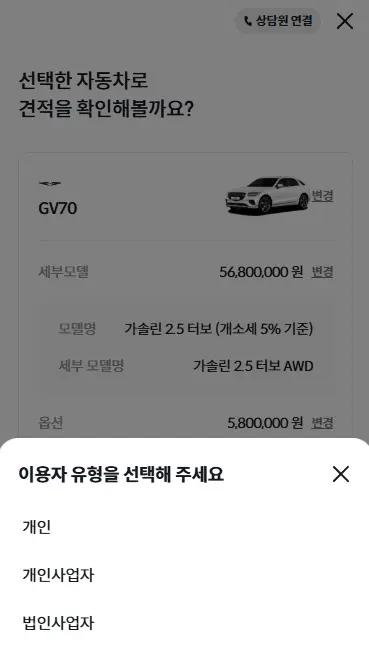 상담원 연결
선택한 자동차로
견적을 확인해볼까요?
GV70
변경
세부모델 56,800,000 원 변경
모델명 가솔린 2.5 터보 (개소세 5% 기준)
세부 모델명 가솔린 2.5 터보 AWD
옵션 5,800,000 원 변경
이용자 유형을 선택해 주세요
개인
개인사업자
법인사업자